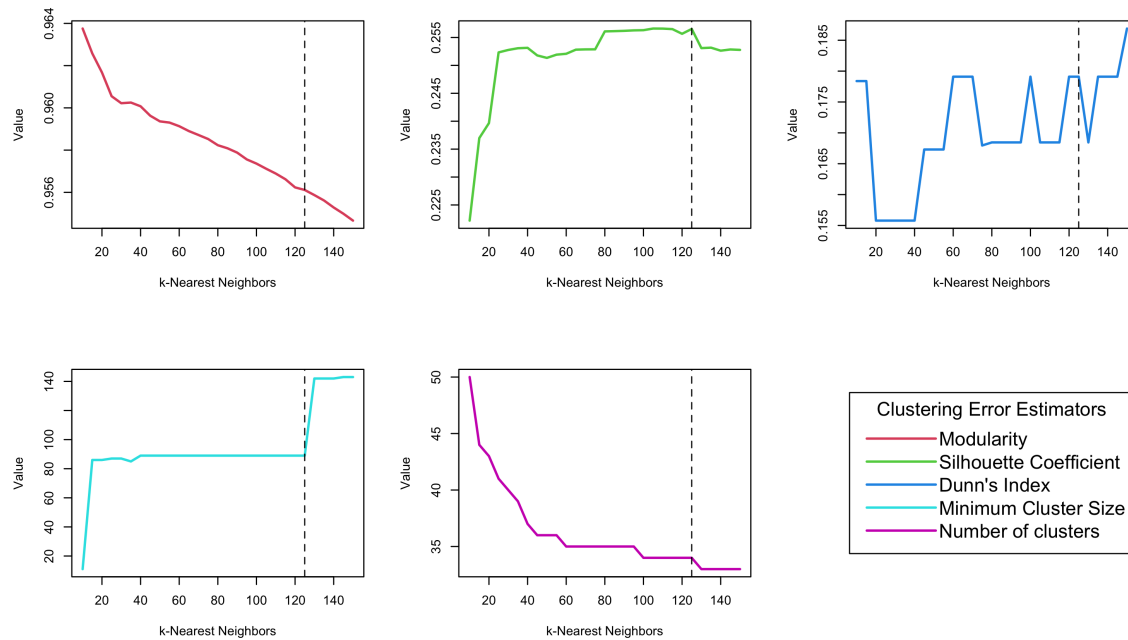 0.964
0.960
0.956
Value
20 40 60 80 100 120 140
k-Nearest Neighbors
0.255
0.245
0.235
0.225
Value
20 40 60 80 100 120 140
k-Nearest Neighbors
0.185
0.175
0.165
0.155
Value
20 40 60 80 100 120 140
k-Nearest Neighbors
140
100
80
60
40
20
Value
20 40 60 80 100 120 140
k-Nearest Neighbors
50
45
40
35
Value
20 40 60 80 100 120 140
k-Nearest Neighbors
Clustering Error Estimators
Modularity
Silhouette Coefficient
Dunn's Index
Minimum Cluster Size
Number of clusters